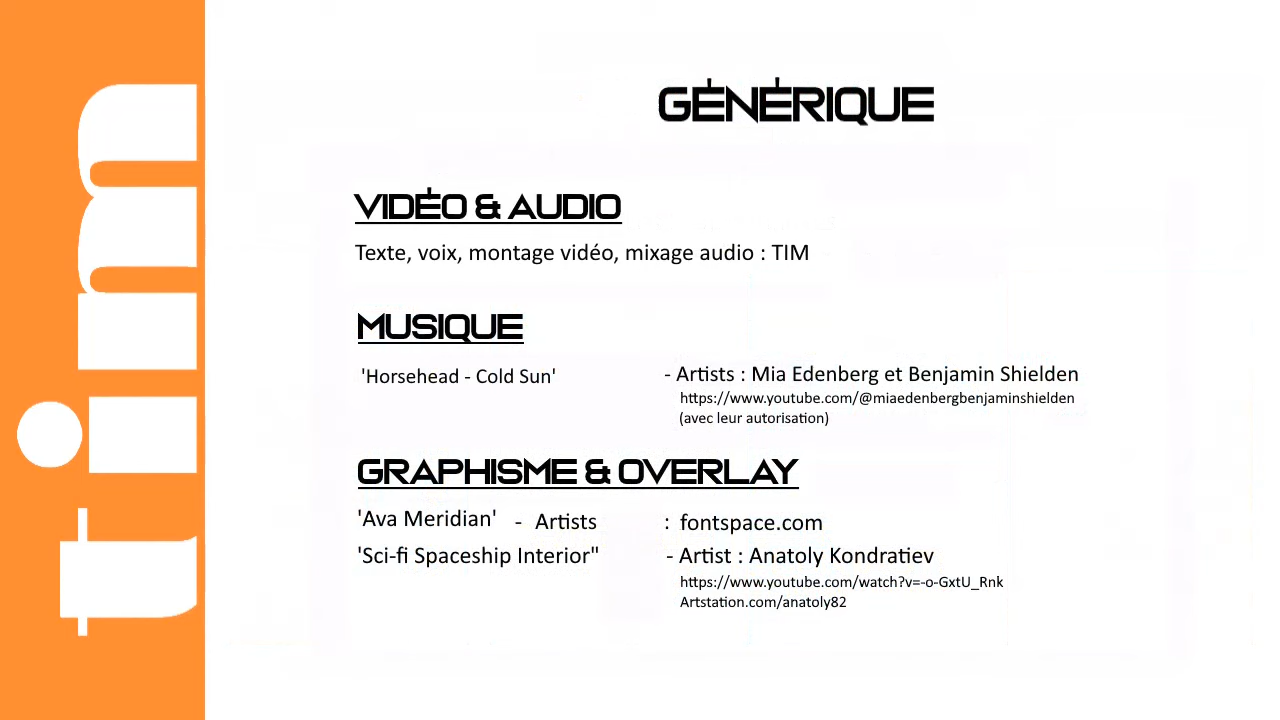 tim
GÉNÉRIQUE
VIDÉO & AUDIO
Texte, voix, montage vidéo, mixage audio : TIM
MUSIQUE
'Horsehead - Cold Sun' - Artists : Mia Edenberg et Benjamin Shielden
https://www.youtube.com/@miaedenbergbenjaminshielden
(avec leur autorisation)
GRAPHISME & OVERLAY
'Ava Meridian' - Artists : fontspace.com
'Sci-fi Spaceship Interior" - Artist : Anatoly Kondratiev
https://www.youtube.com/watch?v=-o-GxtU_Rnk
Artstation.com/anatoly82